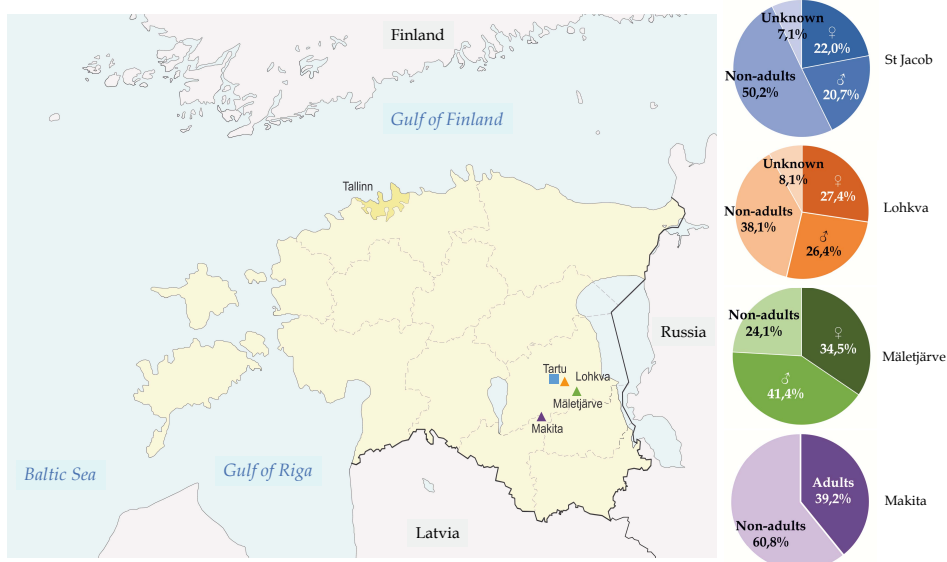 Finland
Gulf of Finland
Tallinn
Russia
Tartu
Lohkva
Mäletjärve
Makita
Baltic Sea
Gulf of Riga
Latvia
Unknown
7,1%
♀
22,0%
Non-adults
50,2%
♂
20,7%
St Jacob
Unknown
8,1%
♀
27,4%
Non-adults
38,1%
♂
26,4%
Lohkva
Non-adults
24,1%
♀
34,5%
♂
41,4%
Mäletjärve
Adults
39,2%
Non-adults
60,8%
Makita